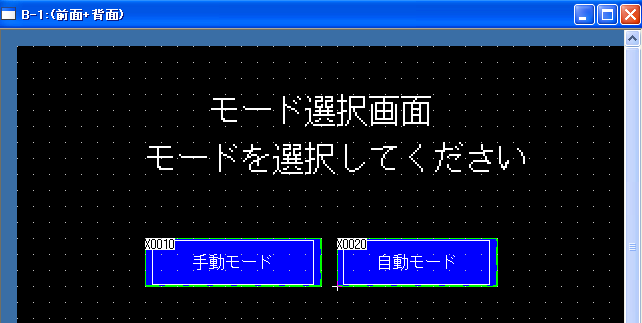 B-1:(前面+背面)
モード選択画面
モードを選択してください
X0010 X0020
手動モード 自動モード